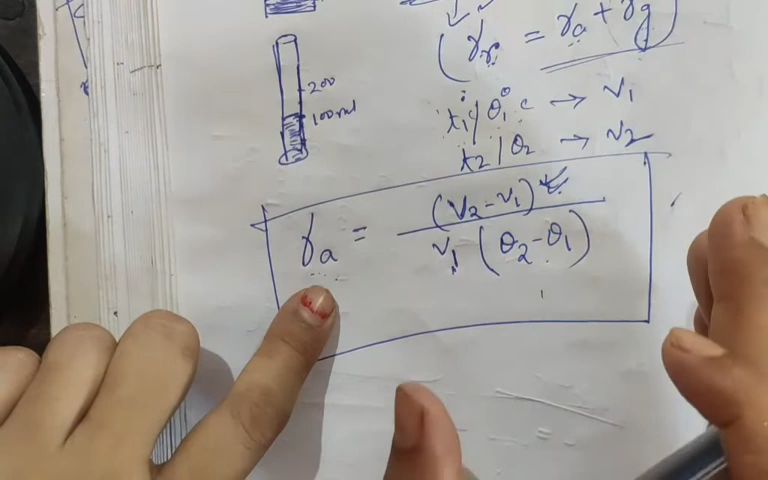 (γr = γa + γg)
200
100ml
t1/θ1°c → V1
t2/θ2 → V2
γa = (V2-V1) / V1(θ2-θ1)